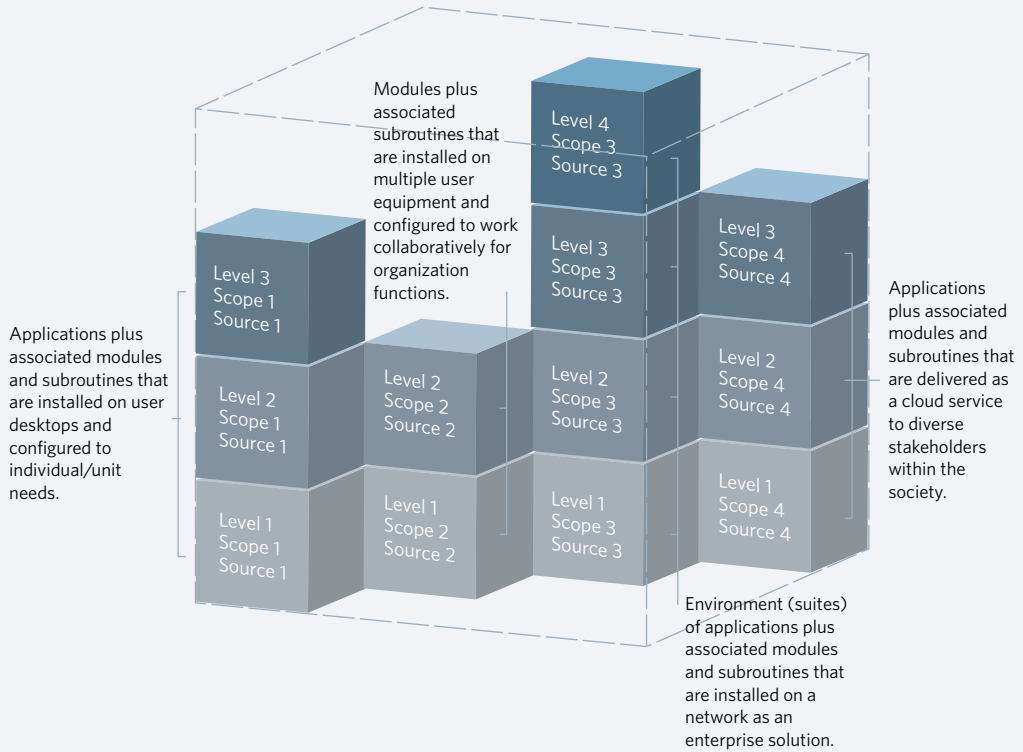 Modules plus
associated
subroutines that
are installed on
multiple user
equipment and
configured to work
collaboratively for
organization
functions.
Level 4
Scope 3
Source 3
Level 3
Scope 3
Source 3
Level 2
Scope 3
Source 3
Level 1
Scope 3
Source 3
Level 3
Scope 4
Source 4
Level 2
Scope 4
Source 4
Level 1
Scope 4
Source 4
Level 3
Scope 1
Source 1
Level 2
Scope 1
Source 1
Level 1
Scope 1
Source 1
Level 2
Scope 2
Source 2
Level 1
Scope 2
Source 2
Applications plus
associated modules
and subroutines that
are installed on user
desktops and
configured to
individual/unit
needs.
Applications
plus associated
modules and
subroutines that
are delivered as
a cloud service
to diverse
stakeholders
within the
society.
Environment (suites)
of applications plus
associated modules
and subroutines that
are installed on a
network as an
enterprise solution.